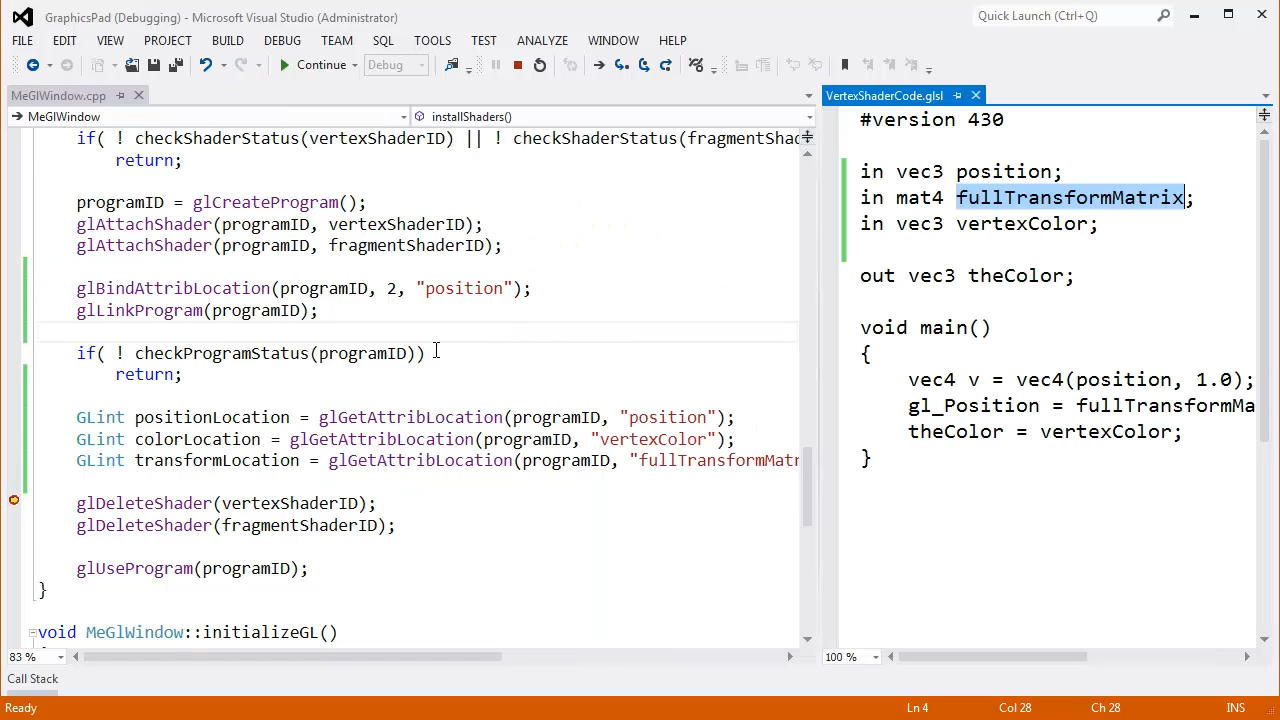 GraphicsPad (Debugging) - Microsoft Visual Studio (Administrator)
Quick Launch (Ctrl+Q)
FILE EDIT VIEW PROJECT BUILD DEBUG TEAM SQL TOOLS TEST ANALYZE WINDOW HELP
Continue Debug
MeGlWindow.cpp
MeGlWindow installShaders()
if( ! checkShaderStatus(vertexShaderID) || ! checkShaderStatus(fragmentShad
return;
programID = glCreateProgram();
glAttachShader(programID, vertexShaderID);
glAttachShader(programID, fragmentShaderID);
glBindAttribLocation(programID, 2, "position");
glLinkProgram(programID);
if( ! checkProgramStatus(programID))
return;
GLint positionLocation = glGetAttribLocation(programID, "position");
GLint colorLocation = glGetAttribLocation(programID, "vertexColor");
GLint transformLocation = glGetAttribLocation(programID, "fullTransformMatr
glDeleteShader(vertexShaderID);
glDeleteShader(fragmentShaderID);
glUseProgram(programID);
}
void MeGlWindow::initializeGL()
83 %
VertexShaderCode.glsl
#version 430
in vec3 position;
in mat4 fullTransformMatrix;
in vec3 vertexColor;
out vec3 theColor;
void main()
{
vec4 v = vec4(position, 1.0);
gl_Position = fullTransformMa
theColor = vertexColor;
}
100 %
Call Stack
Ready Ln 4 Col 28 Ch 28 INS